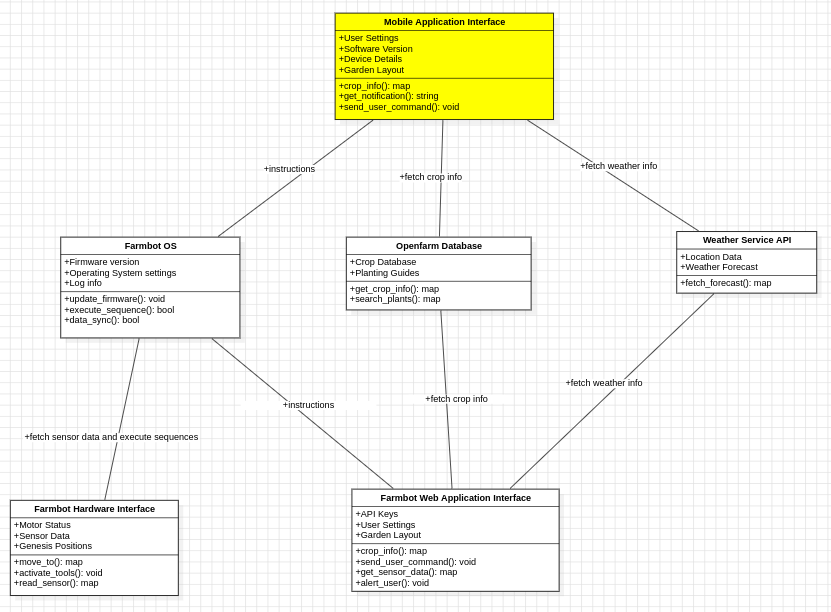 Mobile Application Interface
+User Settings
+Software Version
+Device Details
+Garden Layout
+crop_info(): map
+get_notification(): string
+send_user_command(): void
+instructions
+fetch crop info
+fetch weather info
Farmbot OS
+Firmware version
+Operating System settings
+Log info
+update_firmware(): void
+execute_sequence(): bool
+data_sync(): bool
Openfarm Database
+Crop Database
+Planting Guides
+get_crop_info(): map
+search_plants(): map
Weather Service API
+Location Data
+Weather Forecast
+fetch_forecast(): map
+fetch sensor data and execute sequences
+instructions
+fetch crop info
+fetch weather info
Farmbot Hardware Interface
+Motor Status
+Sensor Data
+Genesis Positions
+move_to(): map
+activate_tools(): void
+read_sensor(): map
Farmbot Web Application Interface
+API Keys
+User Settings
+Garden Layout
+crop_info(): map
+send_user_command(): void
+get_sensor_data(): map
+alert_user(): void